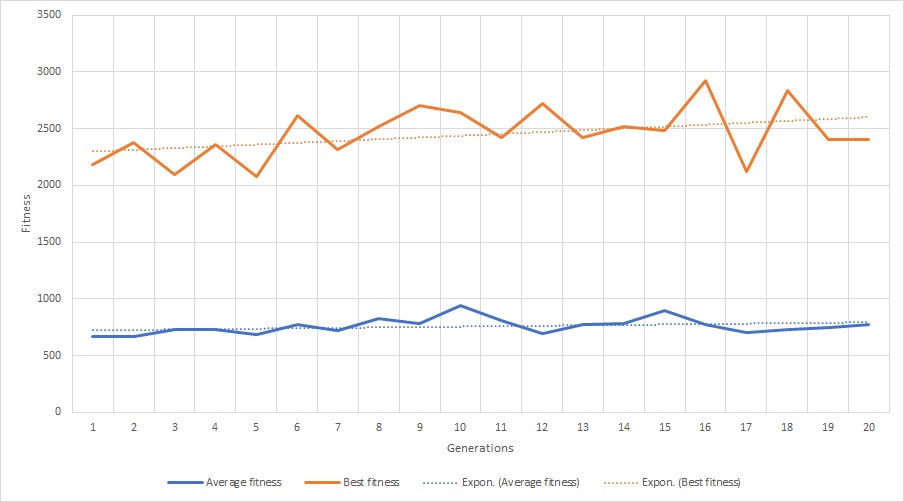 3500
3000
2500
2000
1500
1000
500
0
Fitness
1 2 3 4 5 6 7 8 9 10 11 12 13 14 15 16 17 18 19 20
Generations
Average fitness Best fitness Expon. (Average fitness) Expon. (Best fitness)